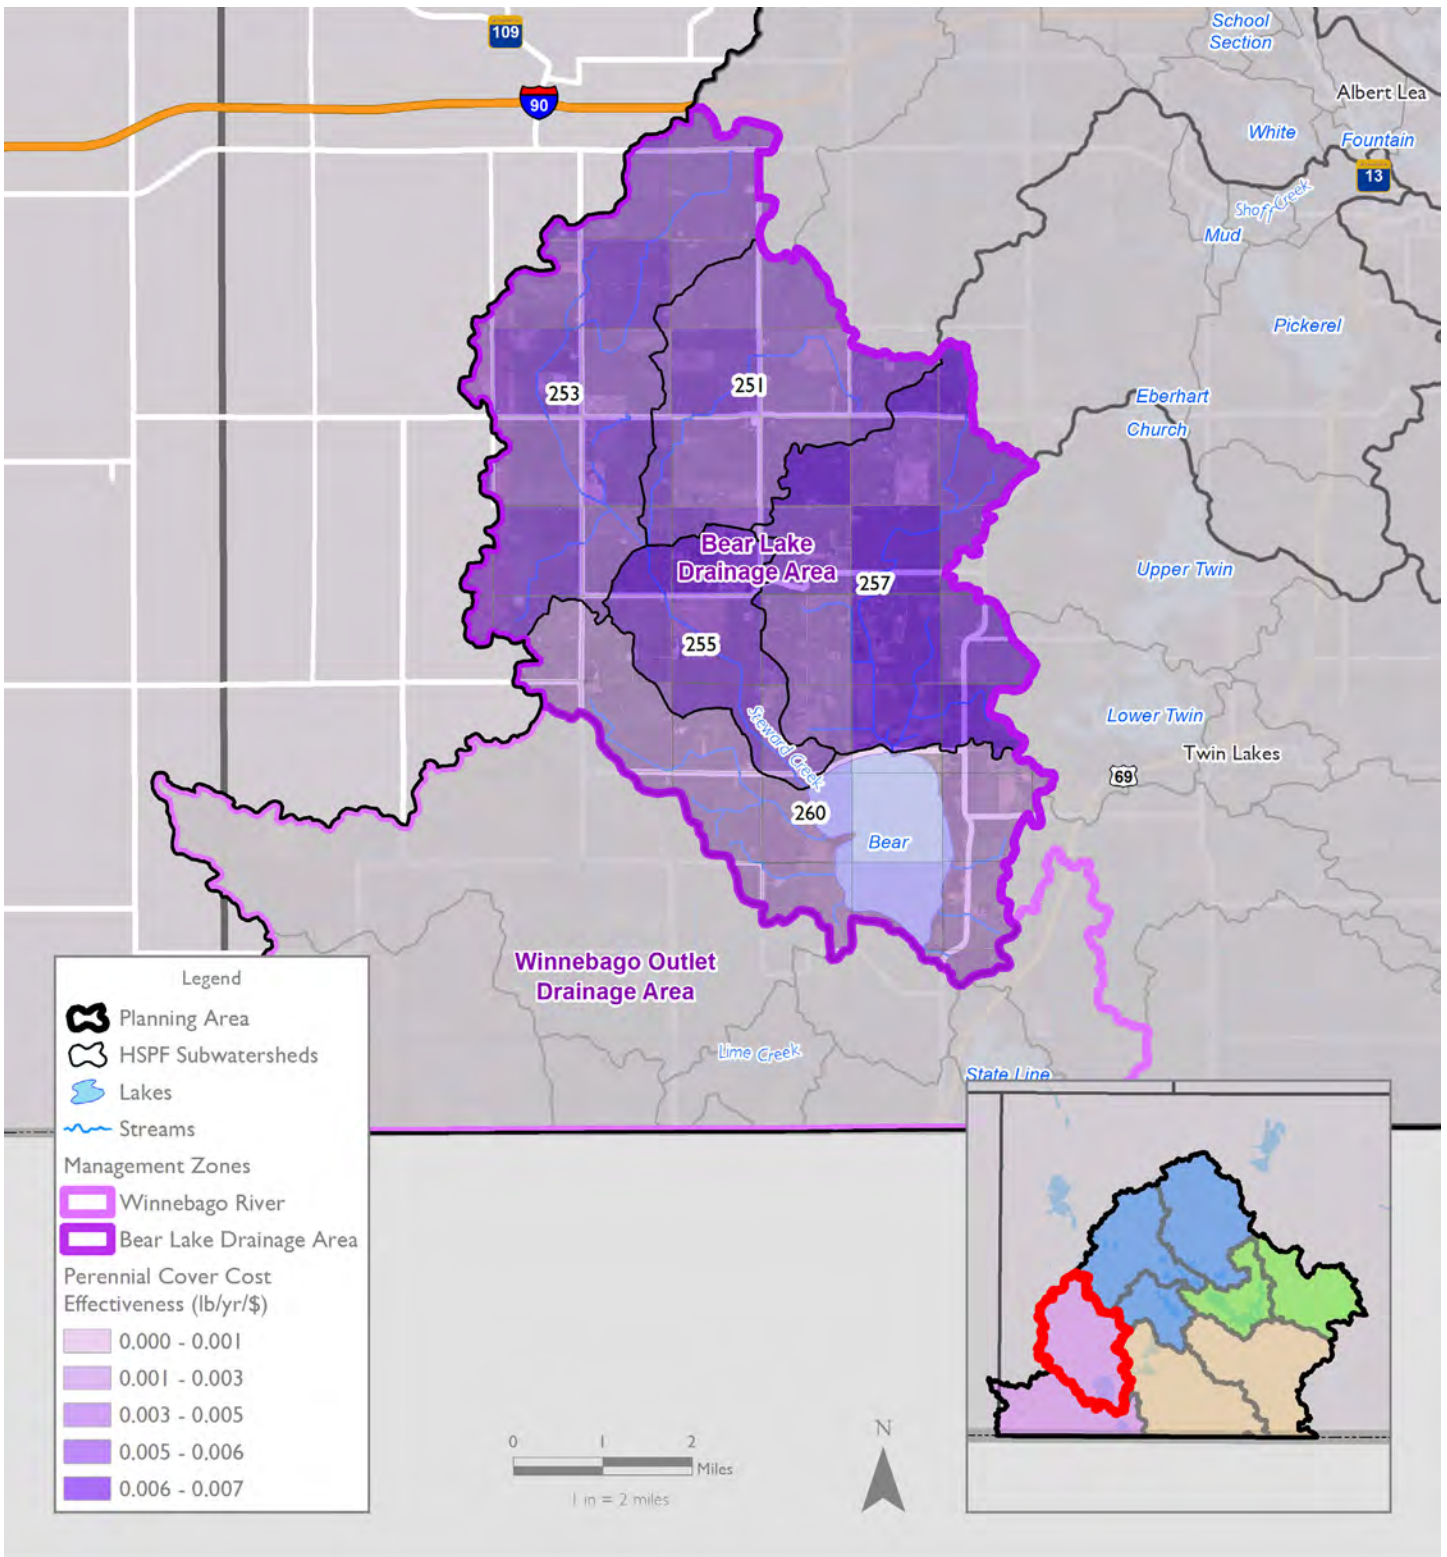 109
90
School
Section
Albert Lea
White
Fountain
13
Shoff Creek
Mud
Pickerel
253
251
Eberhart
Church
Bear Lake
Drainage Area
257
Upper Twin
255
Steward Creek
Lower Twin
Twin Lakes
69
260
Bear
Winnebago Outlet
Drainage Area
Lime Creek
State Line
Legend
Planning Area
HSPF Subwatersheds
Lakes
Streams
Management Zones
Winnebago River
Bear Lake Drainage Area
Perennial Cover Cost
Effectiveness (lb/yr/$)
0.000 - 0.001
0.001 - 0.003
0.003 - 0.005
0.005 - 0.006
0.006 - 0.007
0 1 2
Miles
1 in = 2 miles
N